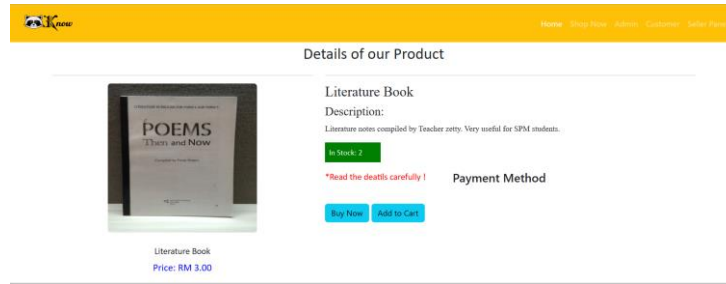 Know
Home Shop Now Admin Customer Seller
Details of our Product
POEMS
Then and Now
Literature Book
Description:
Literature notes compiled by Teacher zetty. Very useful for SPM students.
In Stock: 2
*Read the deatils carefully ! Payment Method
Buy Now Add to Cart
Literature Book
Price: RM 3.00